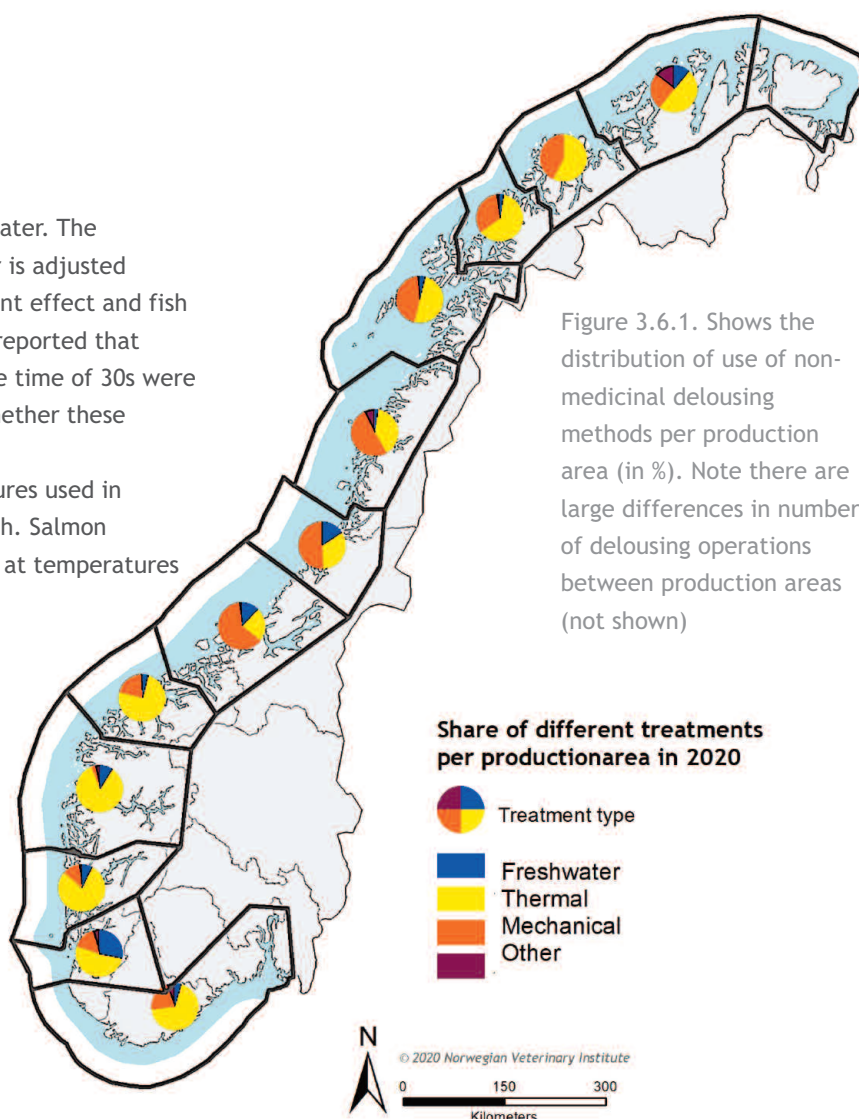 ater. The
r is adjusted
nt effect and fish
reported that
e time of 30s were
hether these
ures used in
h. Salmon
at temperatures
Figure 3.6.1. Shows the
distribution of use of non-
medicinal delousing
methods per production
area (in %). Note there are
large differences in number
of delousing operations
between production areas
(not shown)
Share of different treatments
per productionarea in 2020
Treatment type
Freshwater
Thermal
Mechanical
Other
N
© 2020 Norwegian Veterinary Institute
0 150 300
Kilometers